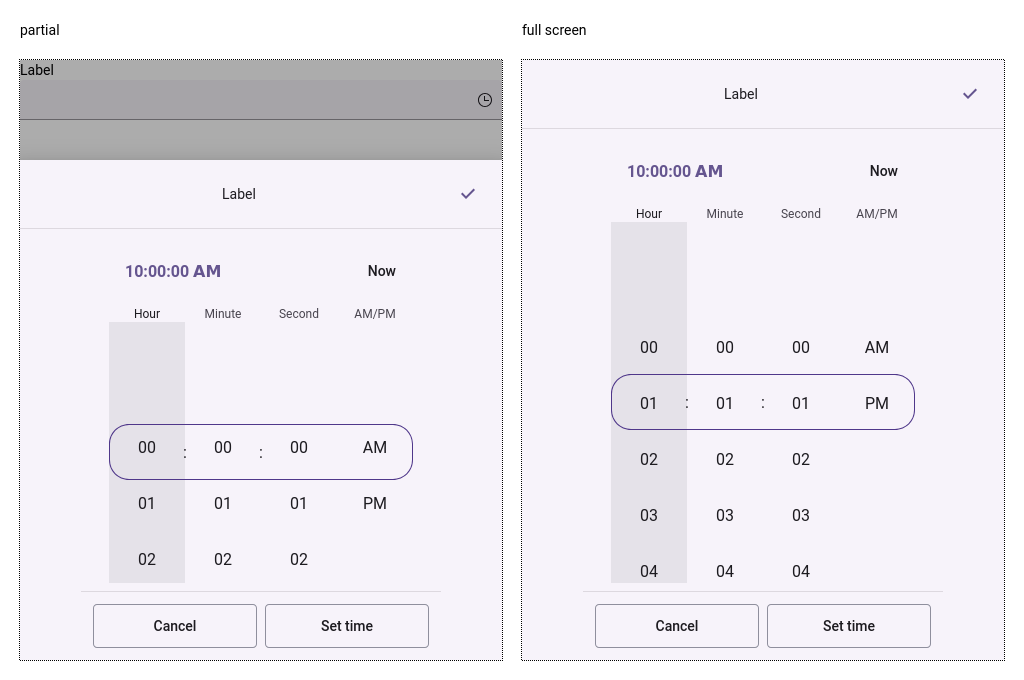 partial
Label
Label
10:00:00 AM Now
Hour Minute Second AM/PM
00 : 00 : 00 AM
01 01 01 PM
02 02 02
Cancel Set time
full screen
Label
10:00:00 AM Now
Hour Minute Second AM/PM
00 00 00 AM
01 : 01 : 01 PM
02 02 02
03 03 03
04 04 04
Cancel Set time